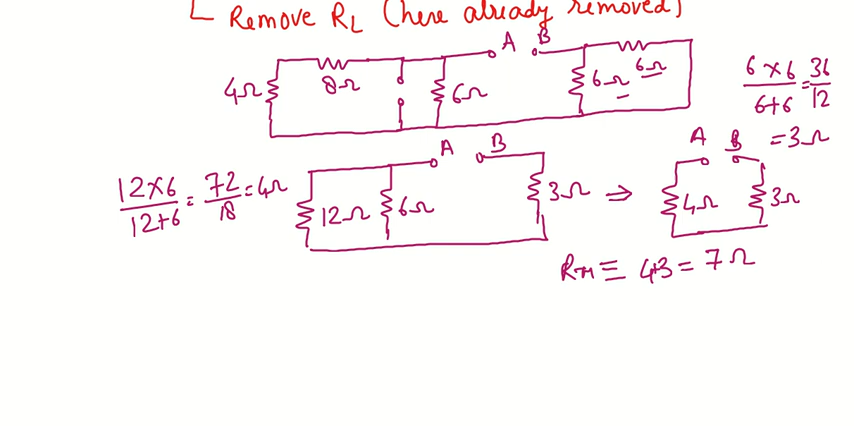 Remove RL (here already removed)
A B
4Ω 8Ω 6Ω 6Ω 6Ω
6×6/6+6 = 36/12
= 3Ω
12×6/12+6 = 72/18 = 4Ω
A B
12Ω 6Ω 3Ω ⇒
A B
4Ω 3Ω
RTH = 4+3 = 7Ω